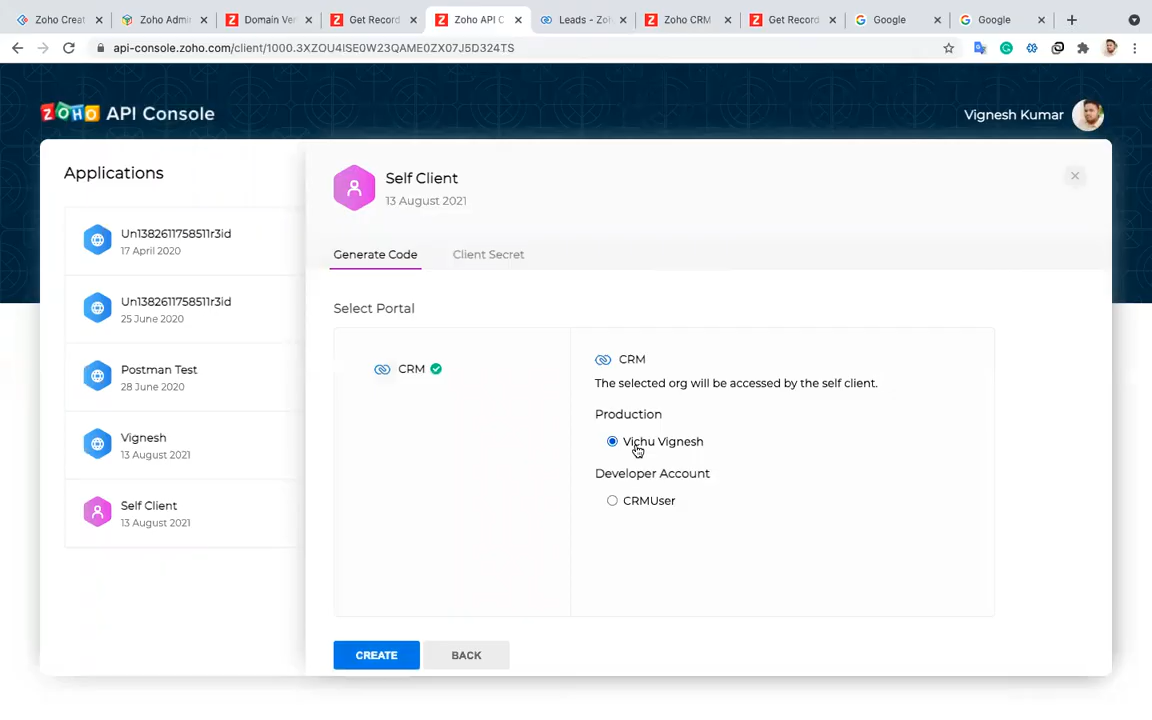 Zoho Creat
Zoho Admi
Domain Ve
Get Record
Zoho API C
Leads - Zoh
Zoho CRM
Get Record
Google
Google
api-console.zoho.com/client/1000.3XZOU4ISE0W23QAME0ZX07J5D324TS
ZOHO API Console
Vignesh Kumar
Applications
Un1382611758511r3id
17 April 2020
Un1382611758511r3id
25 June 2020
Postman Test
28 June 2020
Vignesh
13 August 2021
Self Client
13 August 2021
Self Client
13 August 2021
Generate Code
Client Secret
Select Portal
CRM
CRM
The selected org will be accessed by the self client.
Production
Vichu Vignesh
Developer Account
CRMUser
CREATE
BACK